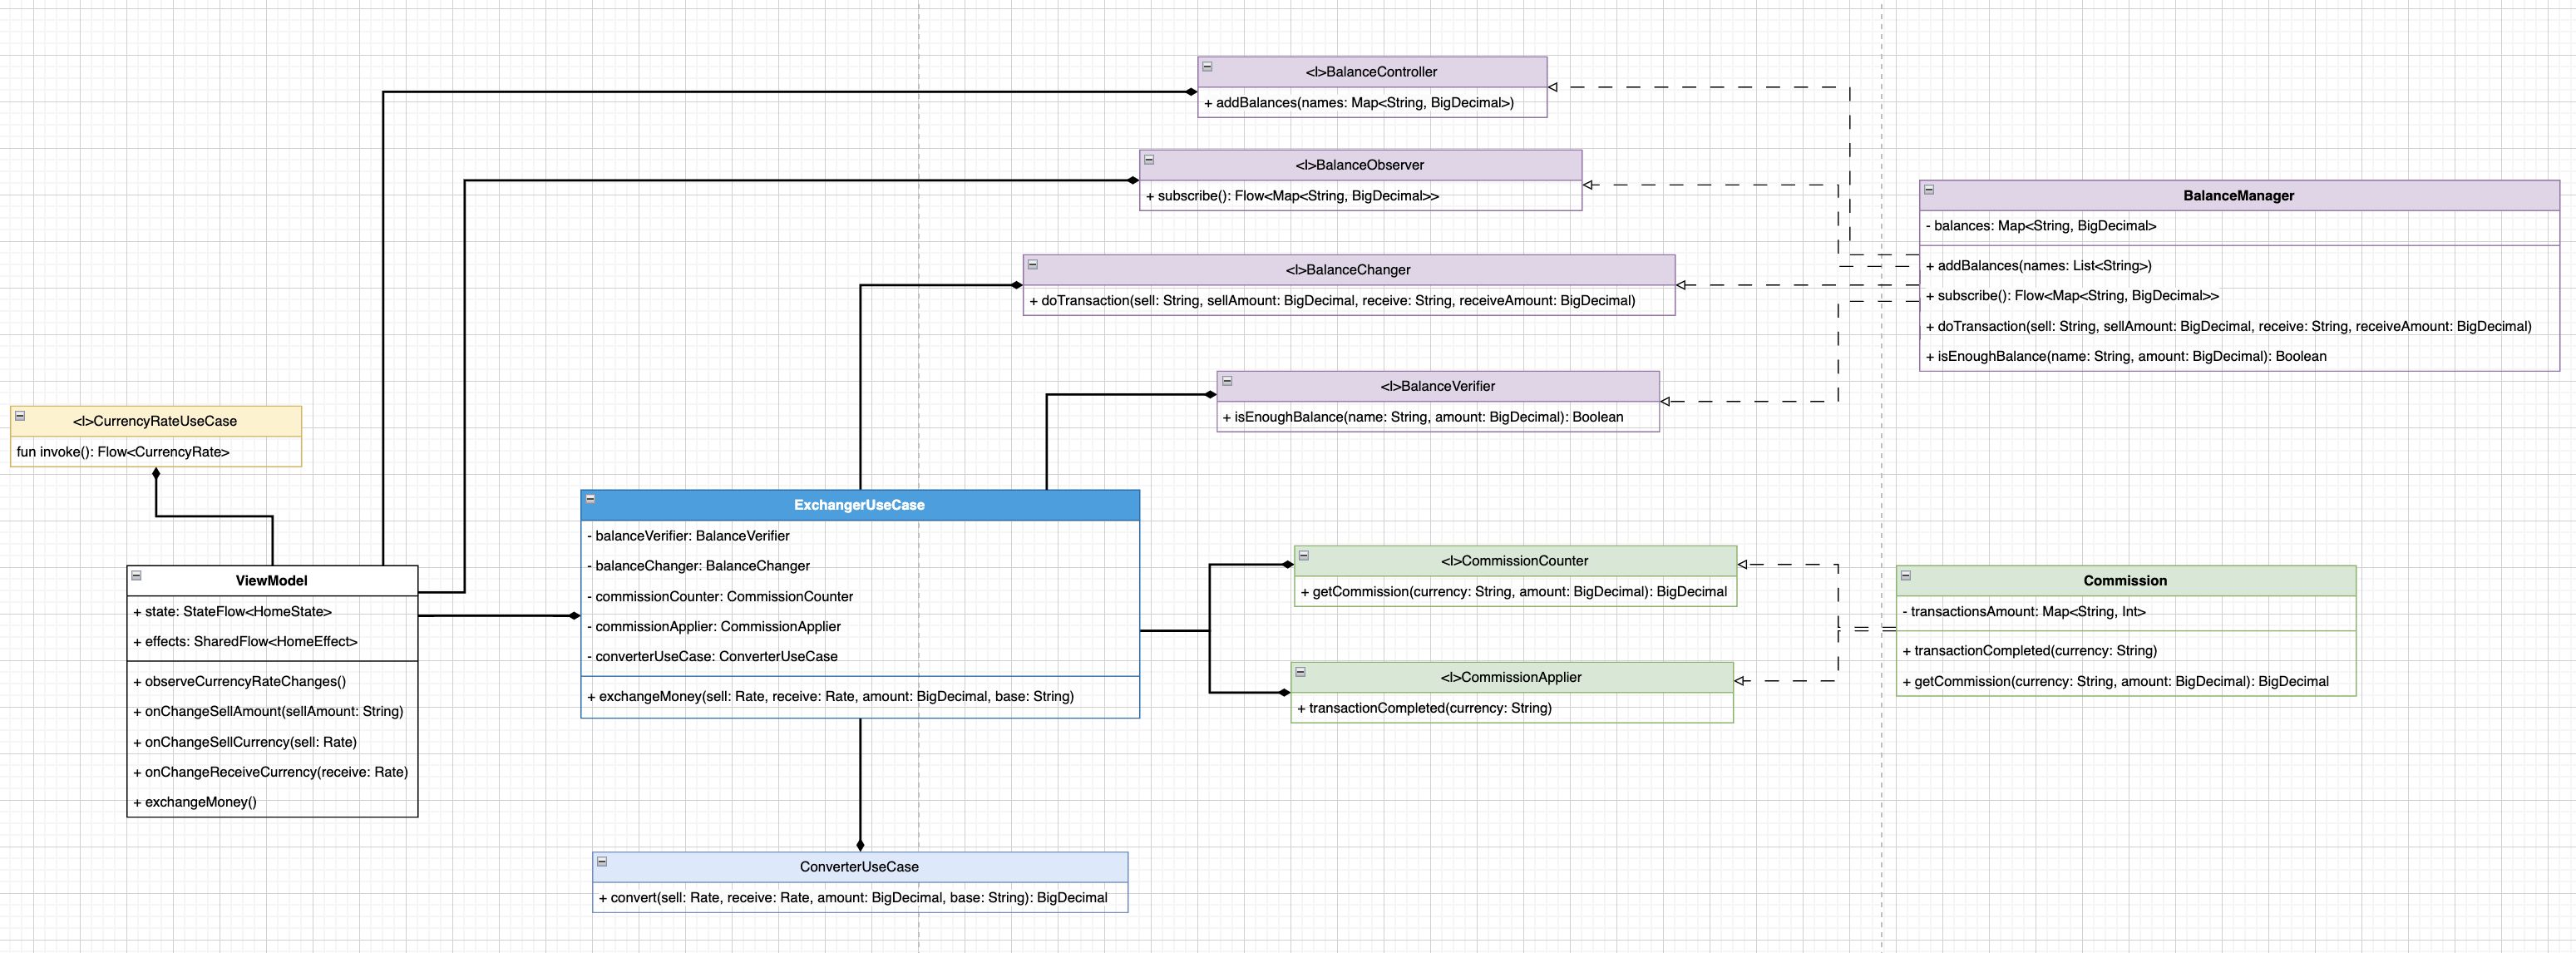 <I>BalanceController
+ addBalances(names: Map<String, BigDecimal>)
<I>BalanceObserver
+ subscribe(): Flow<Map<String, BigDecimal>>
BalanceManager
- balances: Map<String, BigDecimal>
+ addBalances(names: List<String>)
+ subscribe(): Flow<Map<String, BigDecimal>>
+ doTransaction(sell: String, sellAmount: BigDecimal, receive: String, receiveAmount: BigDecimal)
+ isEnoughBalance(name: String, amount: BigDecimal): Boolean
<I>BalanceChanger
+ doTransaction(sell: String, sellAmount: BigDecimal, receive: String, receiveAmount: BigDecimal)
<I>BalanceVerifier
+ isEnoughBalance(name: String, amount: BigDecimal): Boolean
<I>CurrencyRateUseCase
fun invoke(): Flow<CurrencyRate>
ExchangerUseCase
- balanceVerifier: BalanceVerifier
- balanceChanger: BalanceChanger
- commissionCounter: CommissionCounter
- commissionApplier: CommissionApplier
- converterUseCase: ConverterUseCase
+ exchangeMoney(sell: Rate, receive: Rate, amount: BigDecimal, base: String)
<I>CommissionCounter
+ getCommission(currency: String, amount: BigDecimal): BigDecimal
<I>CommissionApplier
+ transactionCompleted(currency: String)
Commission
- transactionsAmount: Map<String, Int>
+ transactionCompleted(currency: String)
+ getCommission(currency: String, amount: BigDecimal): BigDecimal
ViewModel
+ state: StateFlow<HomeState>
+ effects: SharedFlow<HomeEffect>
+ observeCurrencyRateChanges()
+ onChangeSellAmount(sellAmount: String)
+ onChangeSellCurrency(sell: Rate)
+ onChangeReceiveCurrency(receive: Rate)
+ exchangeMoney()
ConverterUseCase
+ convert(sell: Rate, receive: Rate, amount: BigDecimal, base: String): BigDecimal